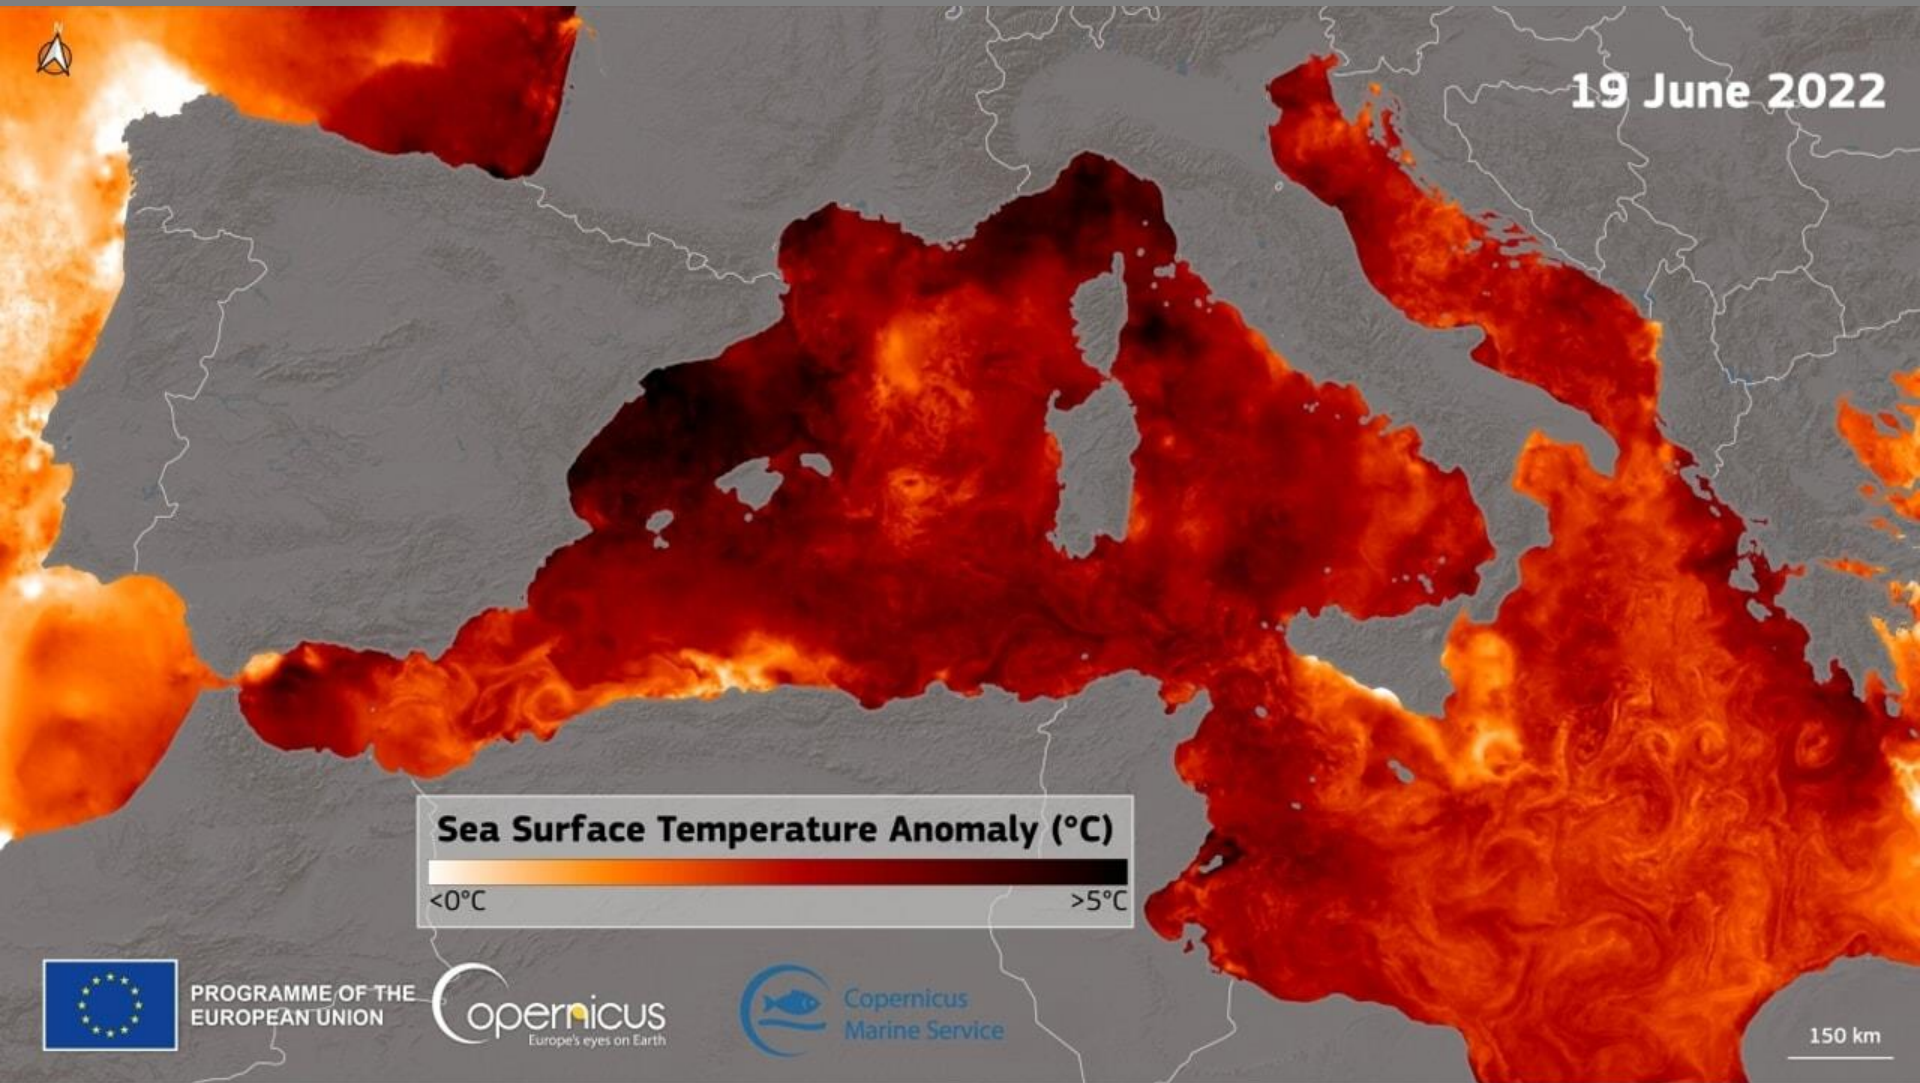 N
19 June 2022
Sea Surface Temperature Anomaly (°C)
<0°C >5°C
PROGRAMME OF THE
EUROPEAN UNION
Copernicus
Europe's eyes on Earth
Copernicus
Marine Service
150 km